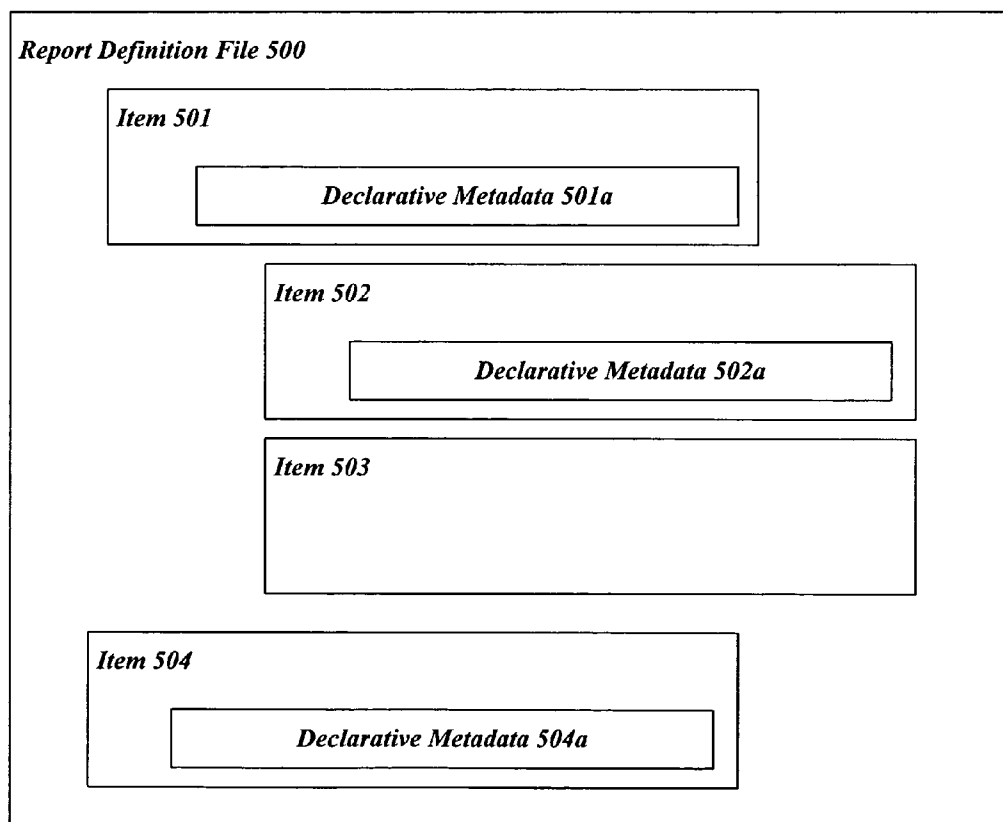 Report Definition File 500
Item 501
Declarative Metadata 501a
Item 502
Declarative Metadata 502a
Item 503
Item 504
Declarative Metadata 504a